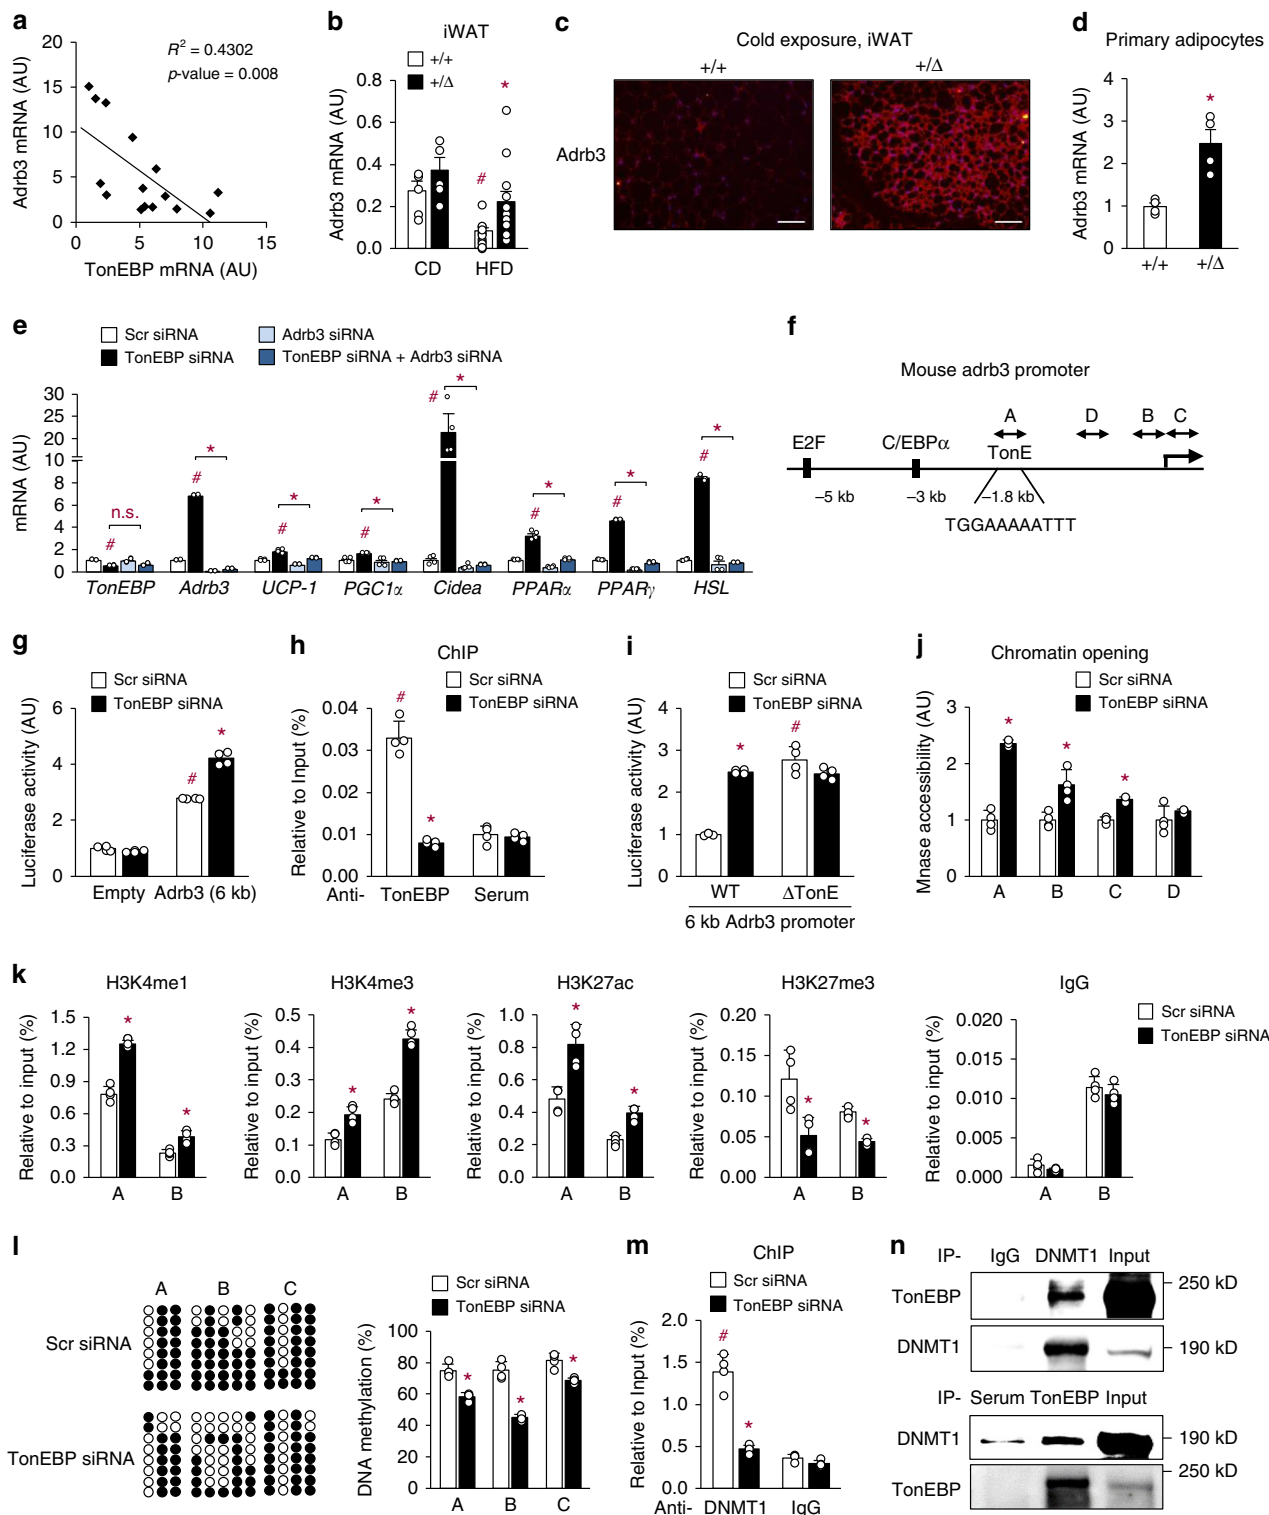 a
Adrb3 mRNA (AU)
20
15
10
5
0
R² = 0.4302
p-value = 0.008
0 5 10 15
TonEBP mRNA (AU)
b
iWAT
+/+
+/Δ
Adrb3 mRNA (AU)
0.8
0.6
0.4
0.2
0.0
#
*
CD HFD
c
Cold exposure, iWAT
+/+ +/Δ
Adrb3
d
Primary adipocytes
Adrb3 mRNA (AU)
4
3
2
1
0
*
+/+ +/Δ
e
Scr siRNA
TonEBP siRNA
Adrb3 siRNA
TonEBP siRNA + Adrb3 siRNA
mRNA (AU)
30
25
20
15
10
8
6
4
2
0
n.s.
#
*
#
*
#
*
#
*
#
*
#
*
#
*
#
TonEBP Adrb3 UCP-1 PGC1α Cidea PPARα PPARγ HSL
f
Mouse adrb3 promoter
A D B C
E2F C/EBPα TonE
–5 kb –3 kb –1.8 kb
TGGAAAAATTT
g
Scr siRNA
TonEBP siRNA
Luciferase activity (AU)
6
4
2
0
#
*
Empty Adrb3 (6 kb)
h
ChIP
Scr siRNA
TonEBP siRNA
Relative to Input (%)
0.04
0.03
0.02
0.01
0.00
#
*
Anti- TonEBP Serum
i
Scr siRNA
TonEBP siRNA
Luciferase activity (AU)
4
3
2
1
0
*
#
WT ΔTonE
6 kb Adrb3 promoter
j
Chromatin opening
Scr siRNA
TonEBP siRNA
Mnase accessibility (AU)
3
2
1
0
*
*
*
A B C D
k
H3K4me1
Relative to input (%)
1.5
1.2
0.9
0.6
0.3
0.0
*
*
A B
H3K4me3
Relative to input (%)
0.5
0.4
0.3
0.2
0.1
0.0
*
*
A B
H3K27ac
Relative to input (%)
1.0
0.8
0.6
0.4
0.2
0.0
*
*
A B
H3K27me3
Relative to input (%)
0.20
0.15
0.10
0.05
0.00
*
*
A B
IgG
Scr siRNA
TonEBP siRNA
Relative to input (%)
0.020
0.015
0.010
0.005
0.000
A B
l
A B C
Scr siRNA
TonEBP siRNA
Scr siRNA
TonEBP siRNA
DNA methylation (%)
100
80
60
40
20
0
*
*
*
A B C
m
ChIP
Scr siRNA
TonEBP siRNA
Relative to Input (%)
2.0
1.5
1.0
0.5
0.0
#
*
Anti- DNMT1 IgG
n
IP- IgG DNMT1 Input
TonEBP 250 kD
DNMT1 190 kD
IP- Serum TonEBP Input
DNMT1 190 kD
TonEBP 250 kD